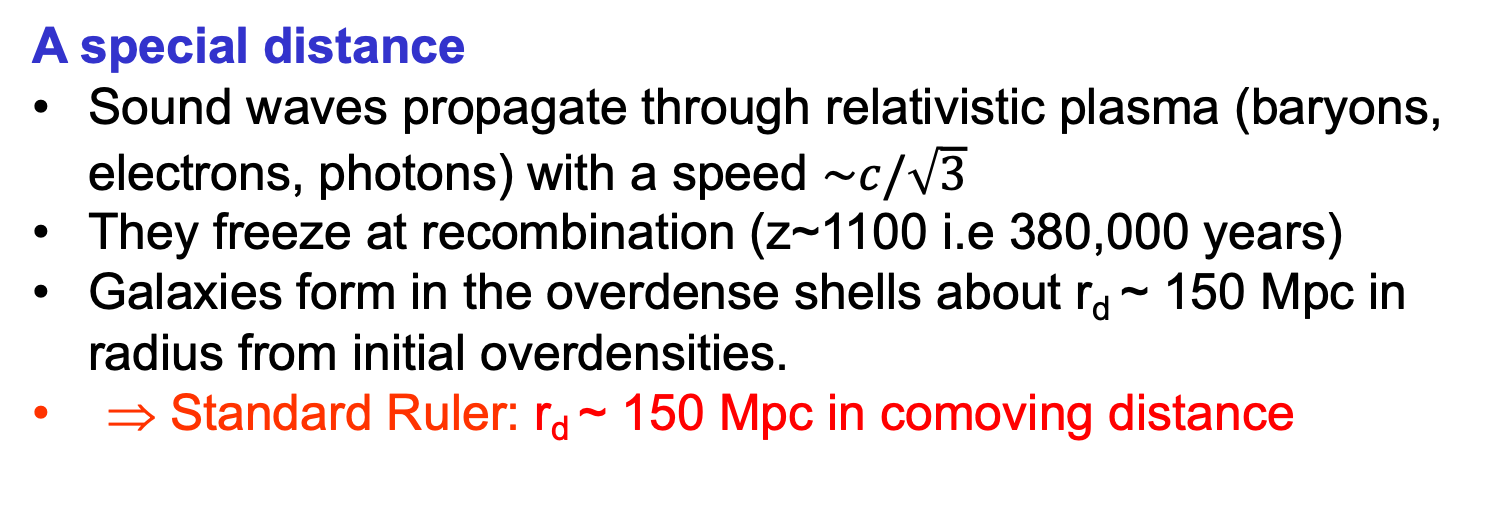 A special distance
• Sound waves propagate through relativistic plasma (baryons,
electrons, photons) with a speed ~c/√3
• They freeze at recombination (z~1100 i.e 380,000 years)
• Galaxies form in the overdense shells about r_d ~ 150 Mpc in
radius from initial overdensities.
• ⇒ Standard Ruler: r_d ~ 150 Mpc in comoving distance